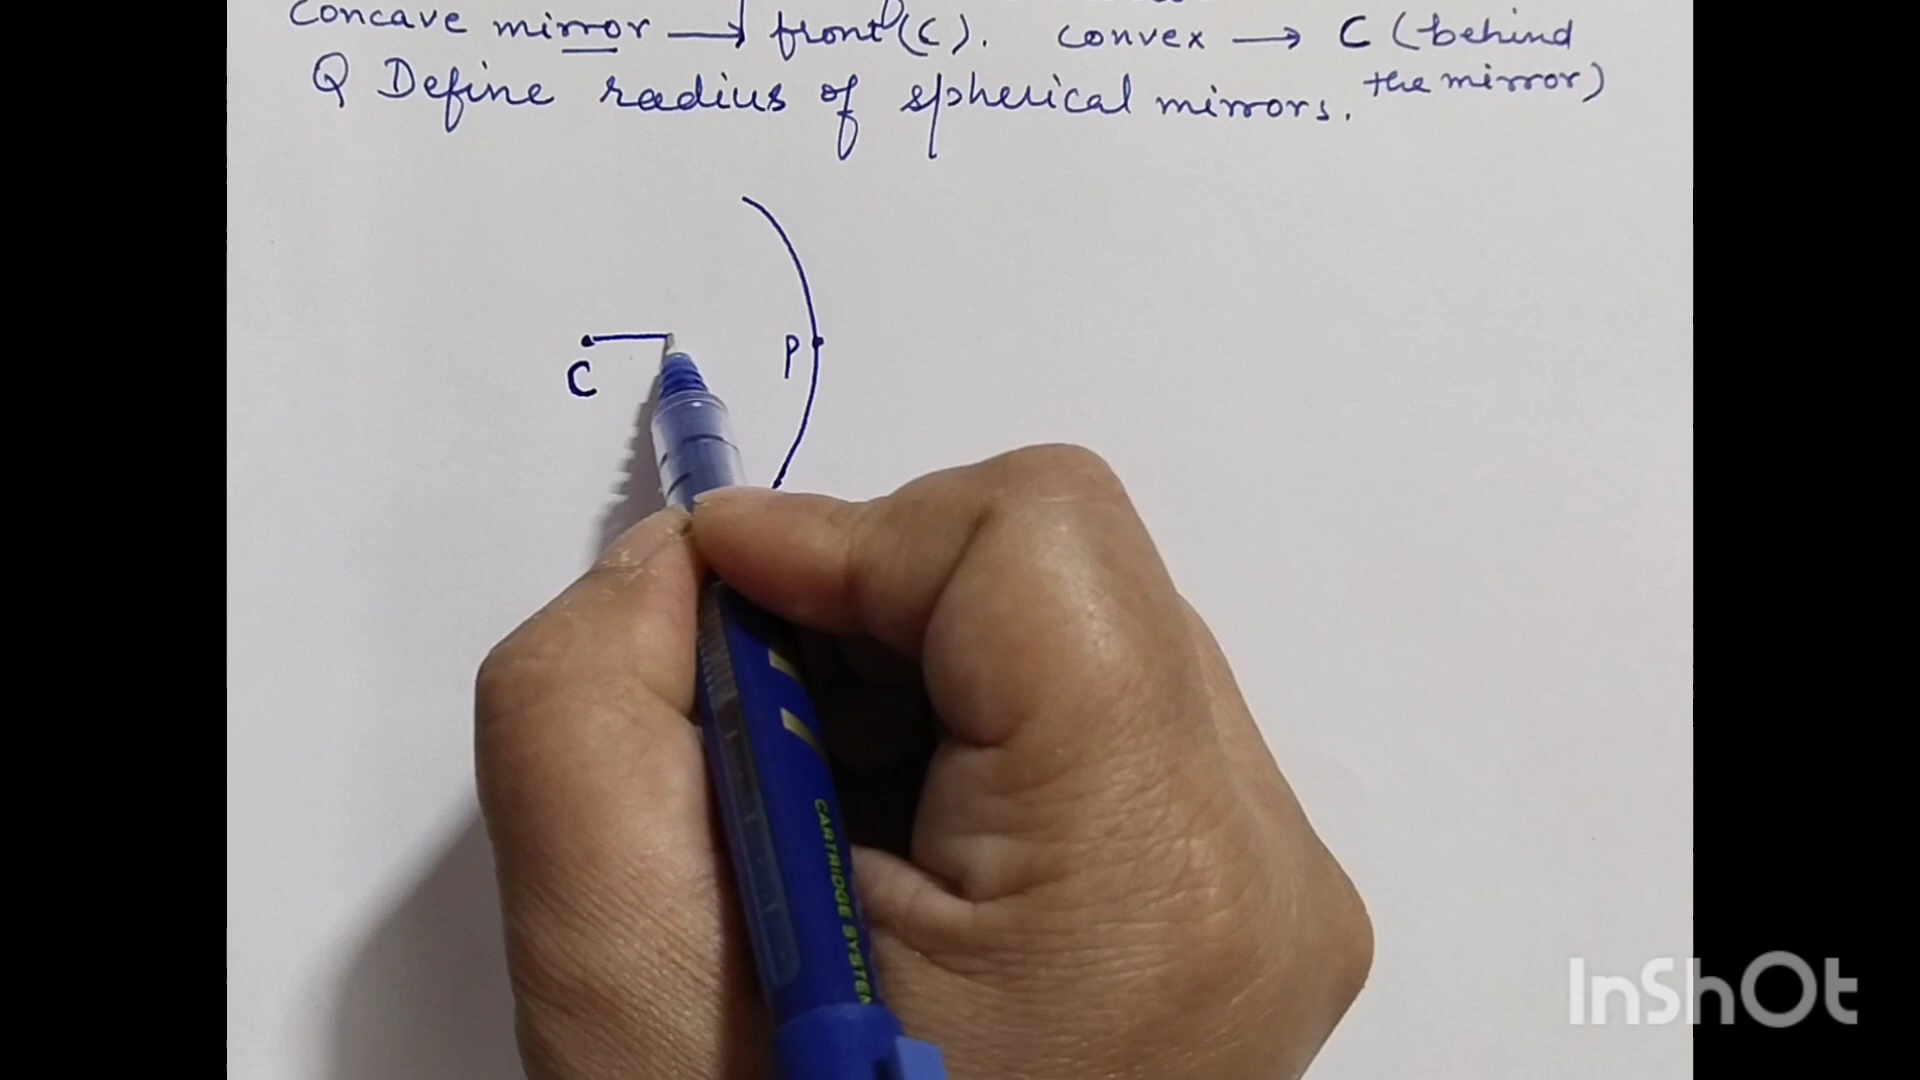 Concave mirror → front (C). convex → C (behind
the mirror)
Q Define radius of spherical mirrors.
P
C
CARTRIDGE SYSTEM
InShOt